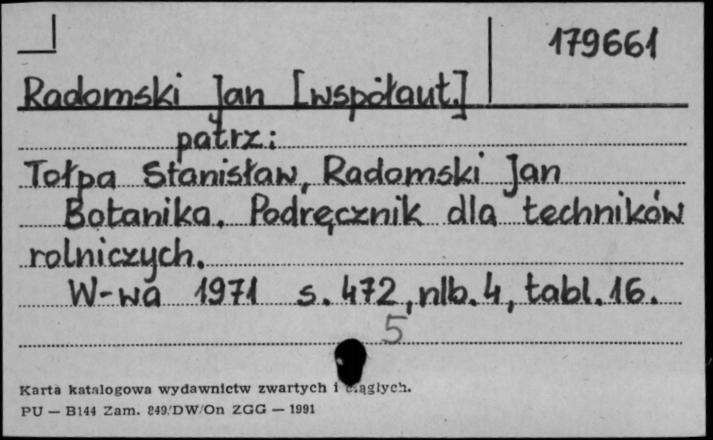 179661
Radomski Jan [współaut.]
patrz:
Tołpa Stanisław, Radomski Jan
Botanika. Podręcznik dla techników
rolniczych.
W-wa 1971 s. 472, nlb. 4, tabl. 16.
5
Karta katalogowa wydawnictw zwartych i ciągłych.
PU — B144 Zam. 849/DW/On ZGG — 1991